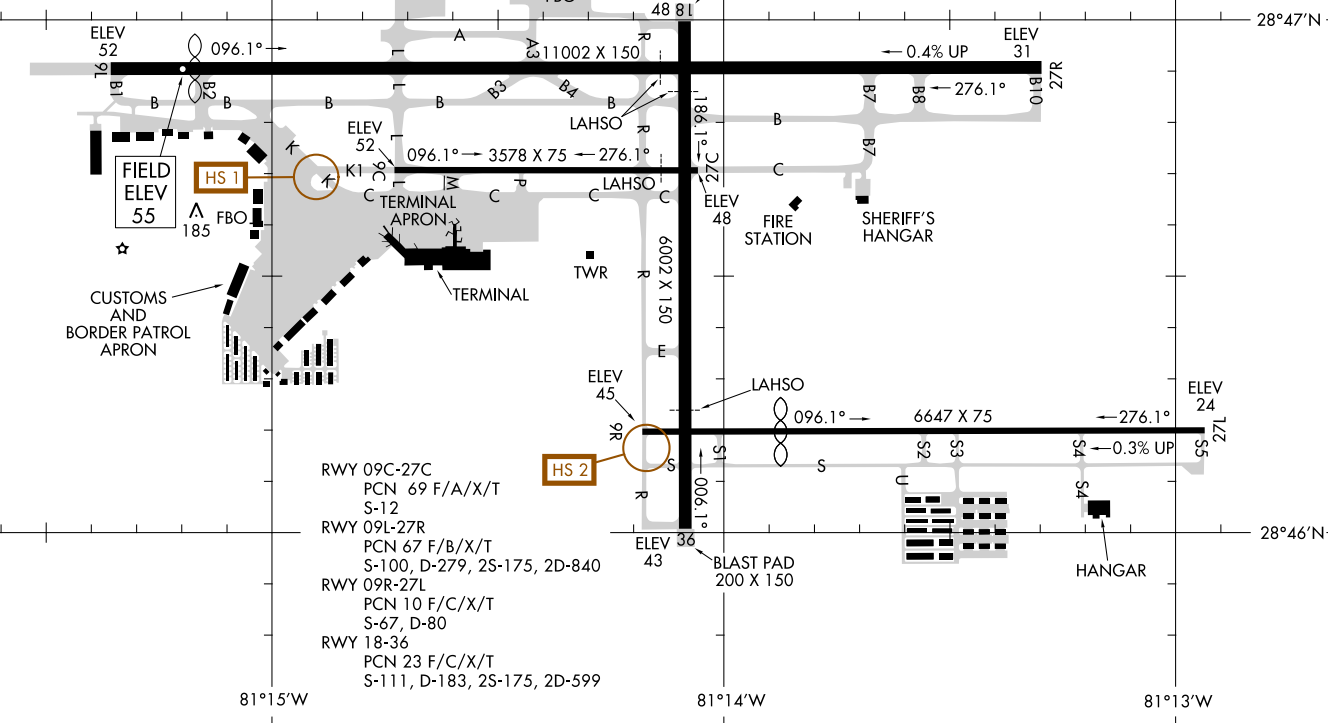 FBO
48
18
28°47'N
ELEV
52
096.1°
A
A3
11002 X 150
R
0.4% UP
ELEV
31
9L
27R
L
B1
B2
B
B
B
B
B3
B4
B
B7
B8
276.1°
B10
L
LAHSO
186.1°
B
ELEV
52
R
L
B7
K
FIELD
ELEV
55
HS 1
K1
K
9C
096.1°
3578 X 75
276.1°
27C
C
LAHSO
L
M
P
C
C
C
C
ELEV
48
TERMINAL
APRON
185
FBO
FIRE
STATION
SHERIFF'S
HANGAR
6002 X 150
R
TWR
CUSTOMS
AND
BORDER PATROL
APRON
TERMINAL
E
ELEV
45
LAHSO
ELEV
24
9R
096.1°
6647 X 75
276.1°
27L
HS 2
S
S1
S
S2
S3
S4
0.3% UP
S5
RWY 09C-27C
PCN 69 F/A/X/T
S-12
R
006.1°
U
S4
RWY 09L-27R
PCN 67 F/B/X/T
S-100, D-279, 2S-175, 2D-840
ELEV
43
36
28°46'N
BLAST PAD
200 X 150
HANGAR
RWY 09R-27L
PCN 10 F/C/X/T
S-67, D-80
RWY 18-36
PCN 23 F/C/X/T
S-111, D-183, 2S-175, 2D-599
81°15'W
81°14'W
81°13'W